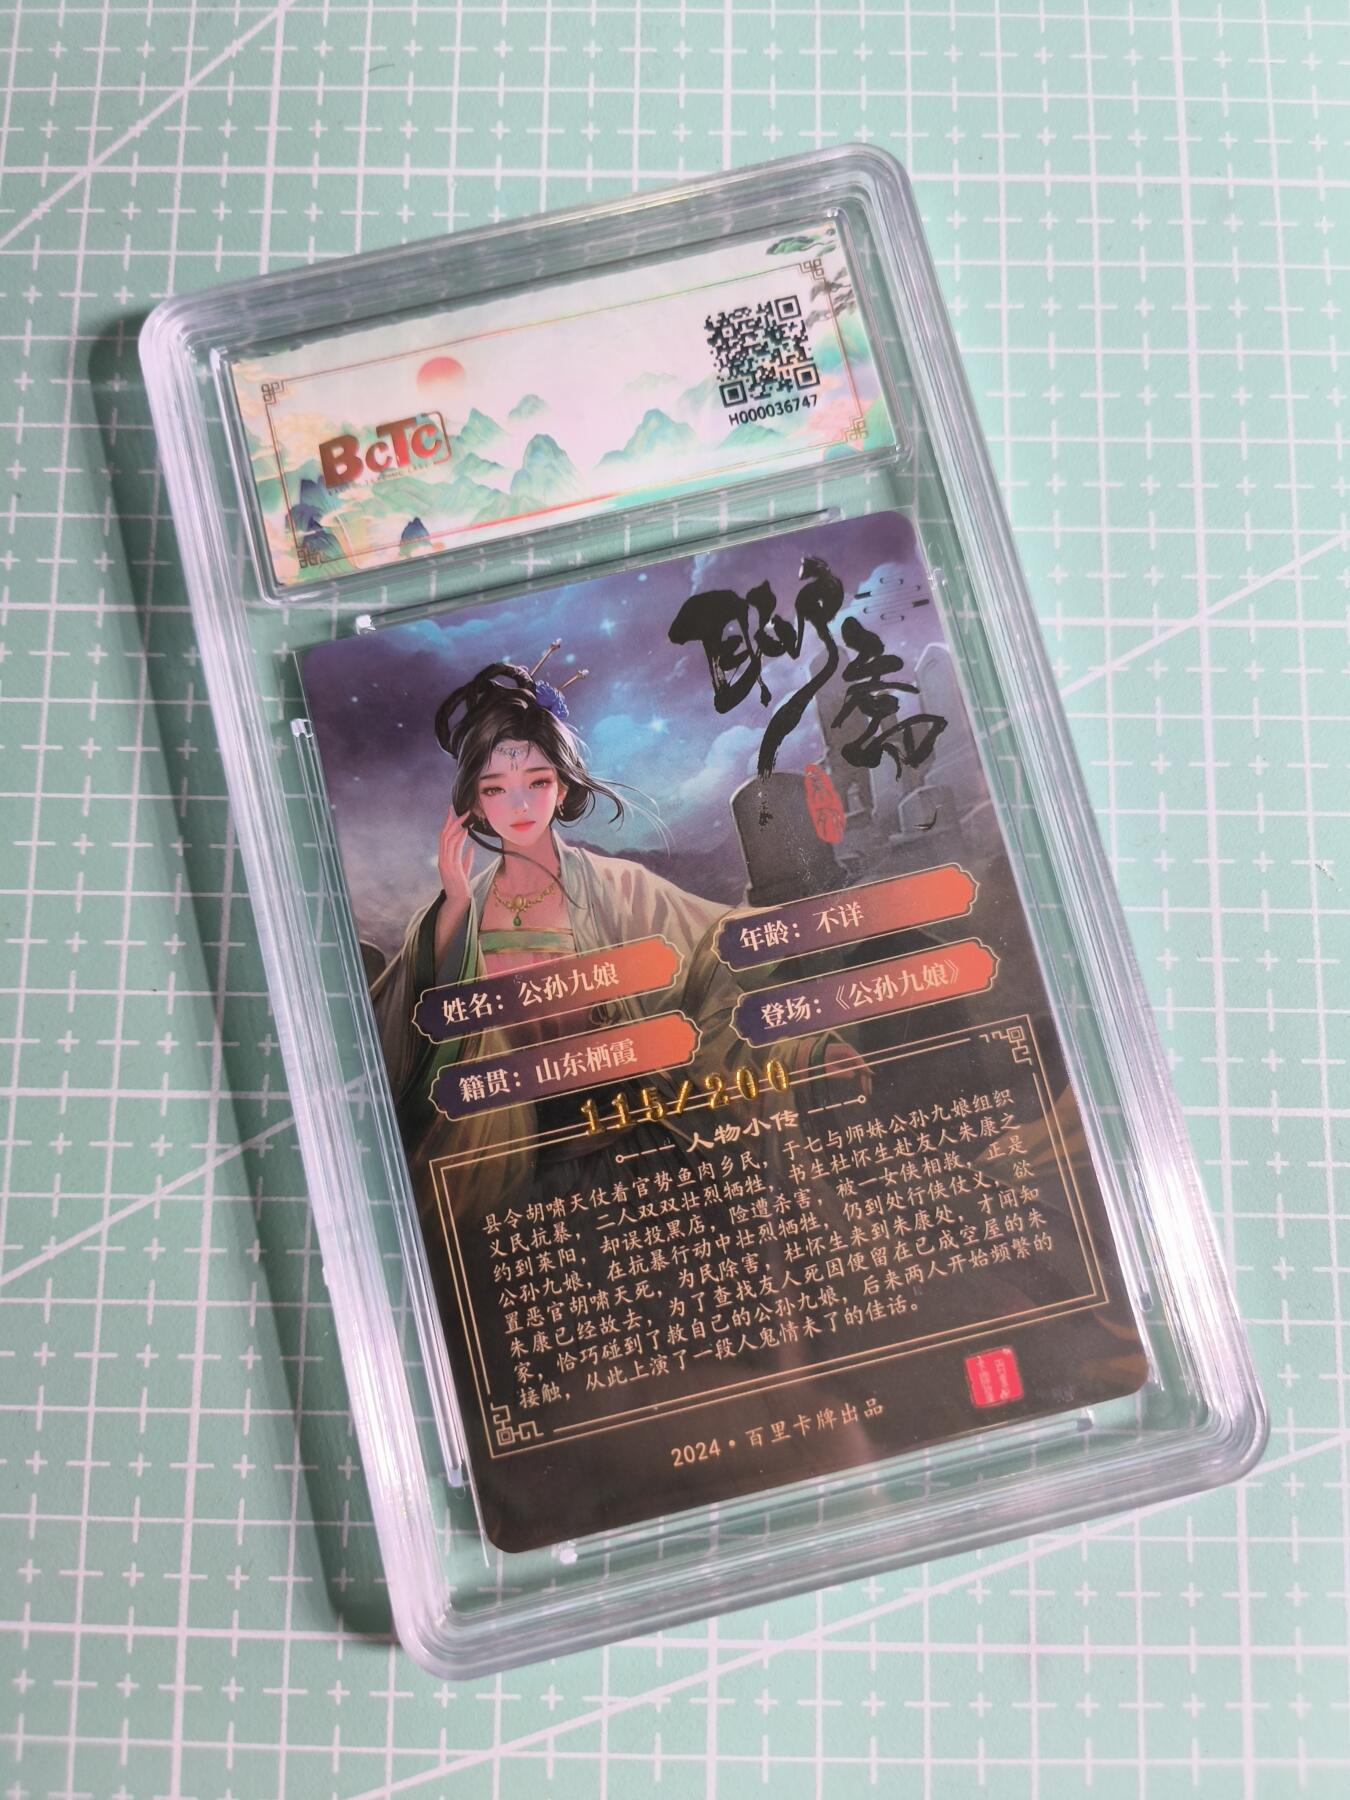 BcTc
H000036747
聊斋
姓名：公孙九娘
年龄：不详
籍贯：山东栖霞
登场：《公孙九娘》
115/200
人物小传
县令胡啸天仗着官势鱼肉乡民，于七与师妹公孙九娘组织
义民抗暴，二人双双壮烈牺牲，书生杜怀生赴友人朱康之
约到莱阳，却误投黑店，险遭杀害，被一女侠相救，正是
公孙九娘，在抗暴行动中壮烈牺牲，仍到处行侠仗义，欲
置恶官胡啸天死，为民除害，杜怀生来到朱康处，才闻知
朱康已经故去，为了查找友人死因便留在已成空屋的朱
家，恰巧碰到了救自己的公孙九娘，后来两人开始频繁的
接触，从此上演了一段人鬼情未了的佳话。
2024·百里卡牌出品